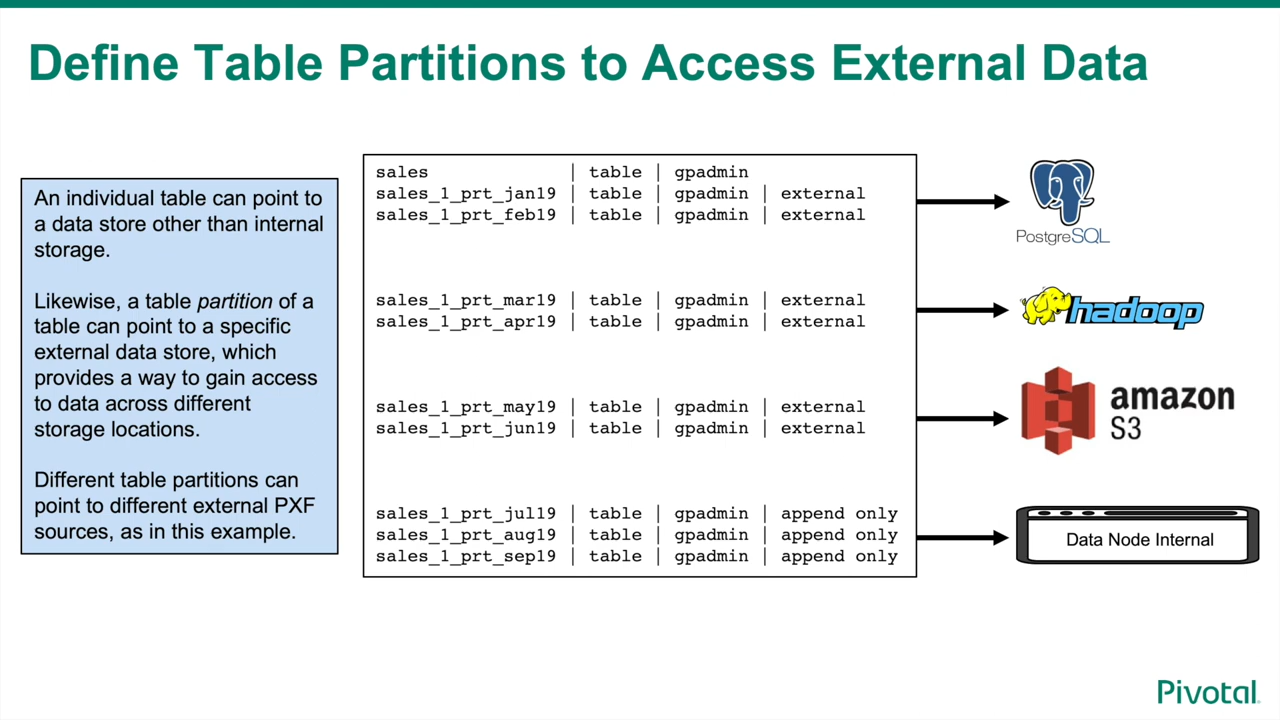 Define Table Partitions to Access External Data
An individual table can point to
a data store other than internal
storage.
Likewise, a table partition of a
table can point to a specific
external data store, which
provides a way to gain access
to data across different
storage locations.
Different table partitions can
point to different external PXF
sources, as in this example.
sales | table | gpadmin
sales_1_prt_jan19 | table | gpadmin | external
sales_1_prt_feb19 | table | gpadmin | external
sales_1_prt_mar19 | table | gpadmin | external
sales_1_prt_apr19 | table | gpadmin | external
sales_1_prt_may19 | table | gpadmin | external
sales_1_prt_jun19 | table | gpadmin | external
sales_1_prt_jul19 | table | gpadmin | append only
sales_1_prt_aug19 | table | gpadmin | append only
sales_1_prt_sep19 | table | gpadmin | append only
PostgreSQL
hadoop
amazon
S3
Data Node Internal
Pivotal